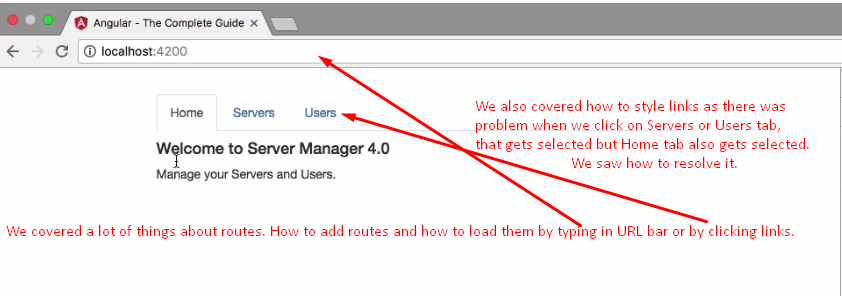 Angular - The Complete Guide
localhost:4200
Home Servers Users
Welcome to Server Manager 4.0
Manage your Servers and Users.
We also covered how to style links as there was
problem when we click on Servers or Users tab,
that gets selected but Home tab also gets selected.
We saw how to resolve it.
We covered a lot of things about routes. How to add routes and how to load them by typing in URL bar or by clicking links.